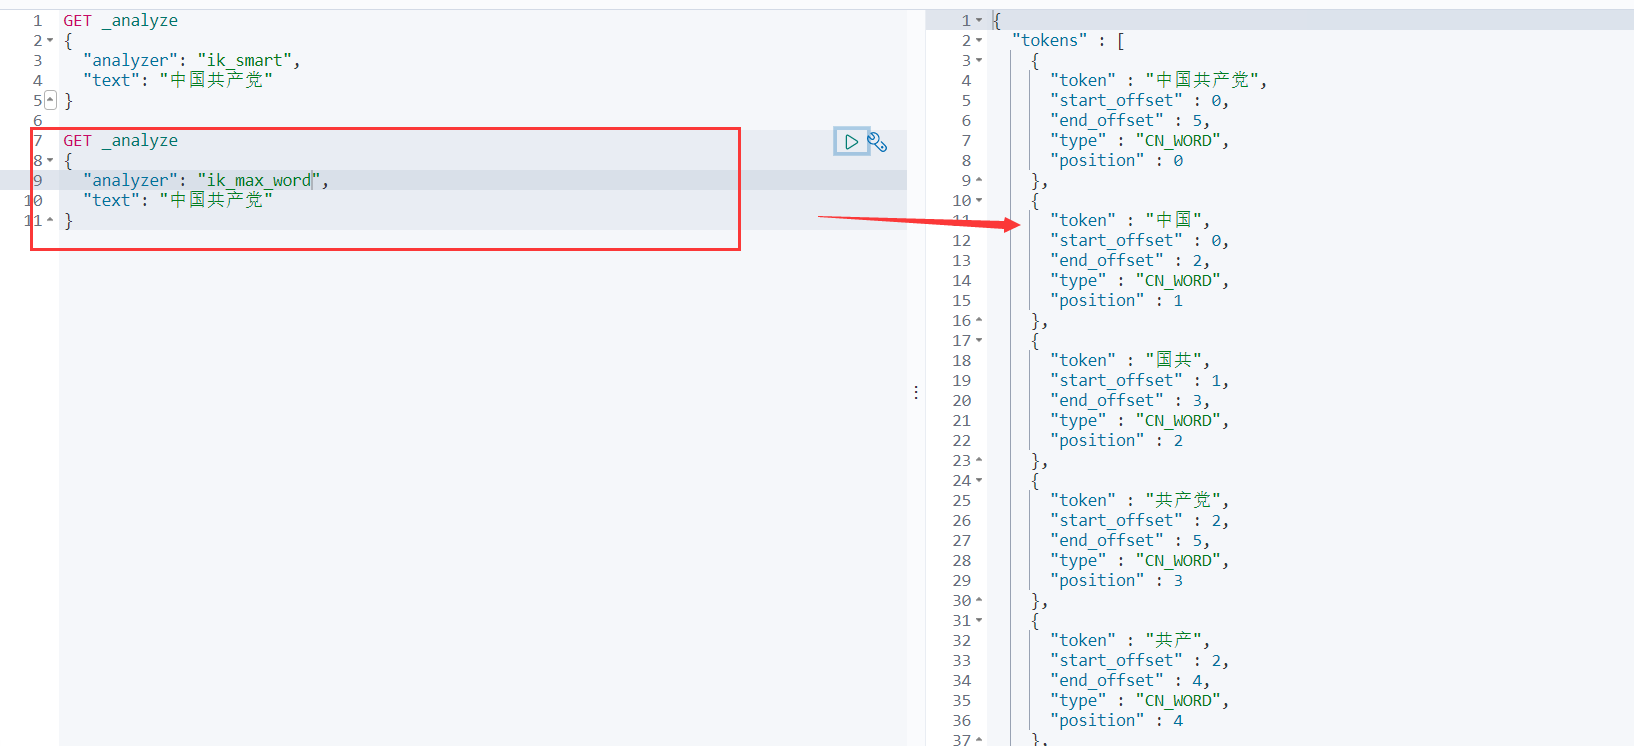 1 GET _analyze
2 {
3 "analyzer": "ik_smart",
4 "text": "中国共产党"
5 }
6
7 GET _analyze
8 {
9 "analyzer": "ik_max_word",
10 "text": "中国共产党"
11 }
1 {
2 "tokens" : [
3 {
4 "token" : "中国共产党",
5 "start_offset" : 0,
6 "end_offset" : 5,
7 "type" : "CN_WORD",
8 "position" : 0
9 },
10 {
11 "token" : "中国",
12 "start_offset" : 0,
13 "end_offset" : 2,
14 "type" : "CN_WORD",
15 "position" : 1
16 },
17 {
18 "token" : "国共",
19 "start_offset" : 1,
20 "end_offset" : 3,
21 "type" : "CN_WORD",
22 "position" : 2
23 },
24 {
25 "token" : "共产党",
26 "start_offset" : 2,
27 "end_offset" : 5,
28 "type" : "CN_WORD",
29 "position" : 3
30 },
31 {
32 "token" : "共产",
33 "start_offset" : 2,
34 "end_offset" : 4,
35 "type" : "CN_WORD",
36 "position" : 4
37 },